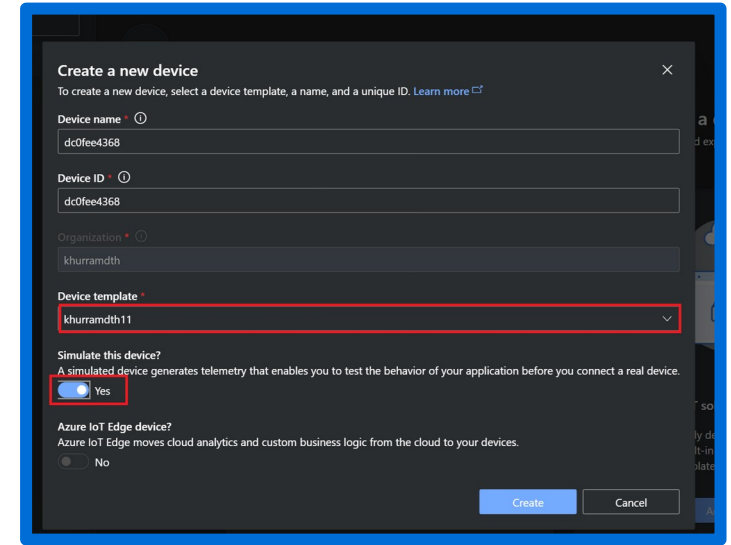 Create a new device
To create a new device, select a device template, a name, and a unique ID. Learn more
Device name *
dc0fee4368
Device ID *
dc0fee4368
Organization *
khurramdth
Device template *
khurramdth11
Simulate this device?
A simulated device generates telemetry that enables you to test the behavior of your application before you connect a real device.
Yes
Azure IoT Edge device?
Azure IoT Edge moves cloud analytics and custom business logic from the cloud to your devices.
No
Create Cancel